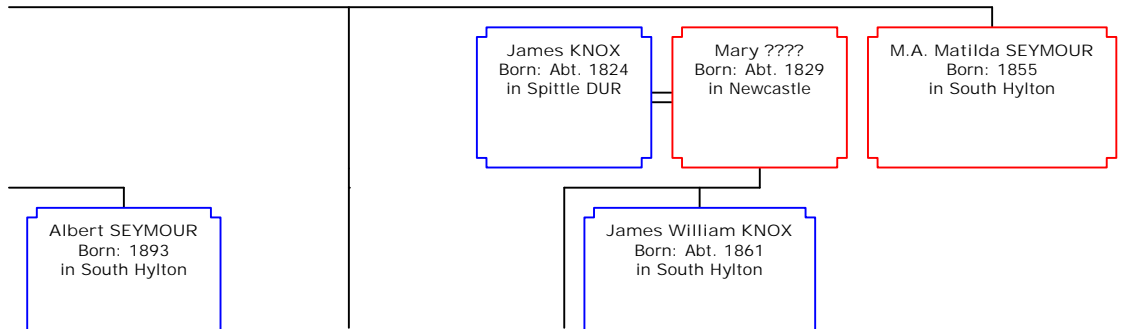 James KNOX
Born: Abt. 1824
in Spittle DUR
Mary ????
Born: Abt. 1829
in Newcastle
M.A. Matilda SEYMOUR
Born: 1855
in South Hylton
Albert SEYMOUR
Born: 1893
in South Hylton
James William KNOX
Born: Abt. 1861
in South Hylton